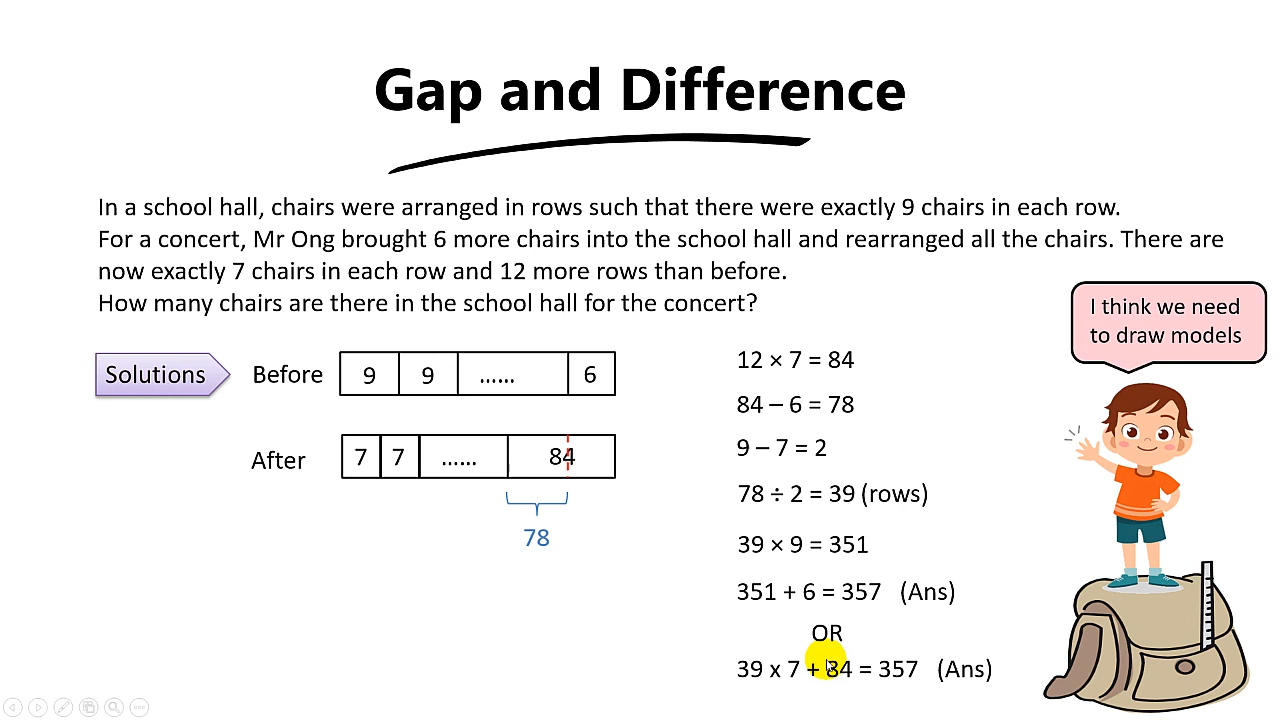 Gap and Difference
In a school hall, chairs were arranged in rows such that there were exactly 9 chairs in each row.
For a concert, Mr Ong brought 6 more chairs into the school hall and rearranged all the chairs. There are
now exactly 7 chairs in each row and 12 more rows than before.
How many chairs are there in the school hall for the concert?
I think we need
to draw models
Solutions
Before 9 9 ...... 6
After 7 7 ...... 84
78
12 × 7 = 84
84 – 6 = 78
9 – 7 = 2
78 ÷ 2 = 39 (rows)
39 × 9 = 351
351 + 6 = 357 (Ans)
OR
39 x 7 + 84 = 357 (Ans)